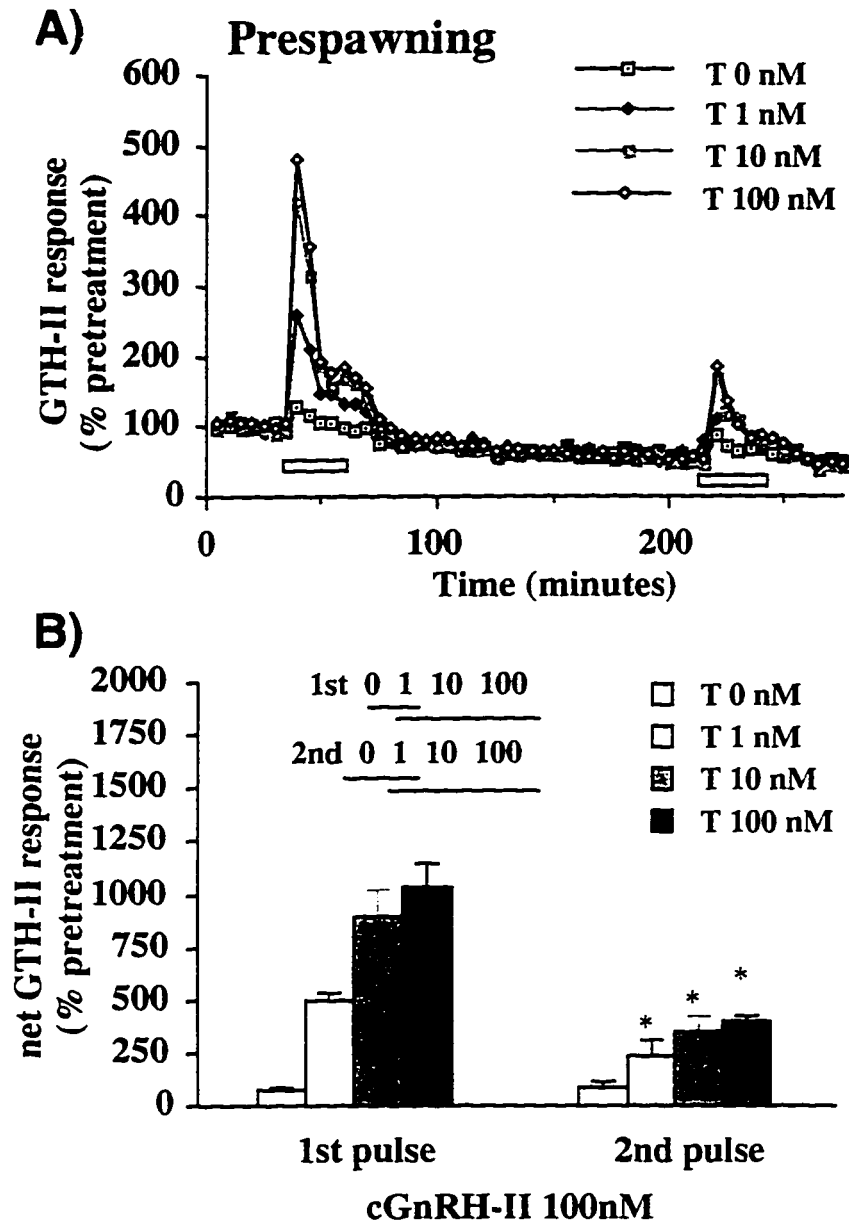 A)
Prespawning
GTH-II response
(% pretreatment)
600
500
400
300
200
100
0
T 0 nM
T 1 nM
T 10 nM
T 100 nM
0
100
200
Time (minutes)
B)
net GTH-II response
(% pretreatment)
2000
1750
1500
1250
1000
750
500
250
0
1st 0 1 10 100
2nd 0 1 10 100
T 0 nM
T 1 nM
T 10 nM
T 100 nM
*
*
*
1st pulse
2nd pulse
cGnRH-II 100nM